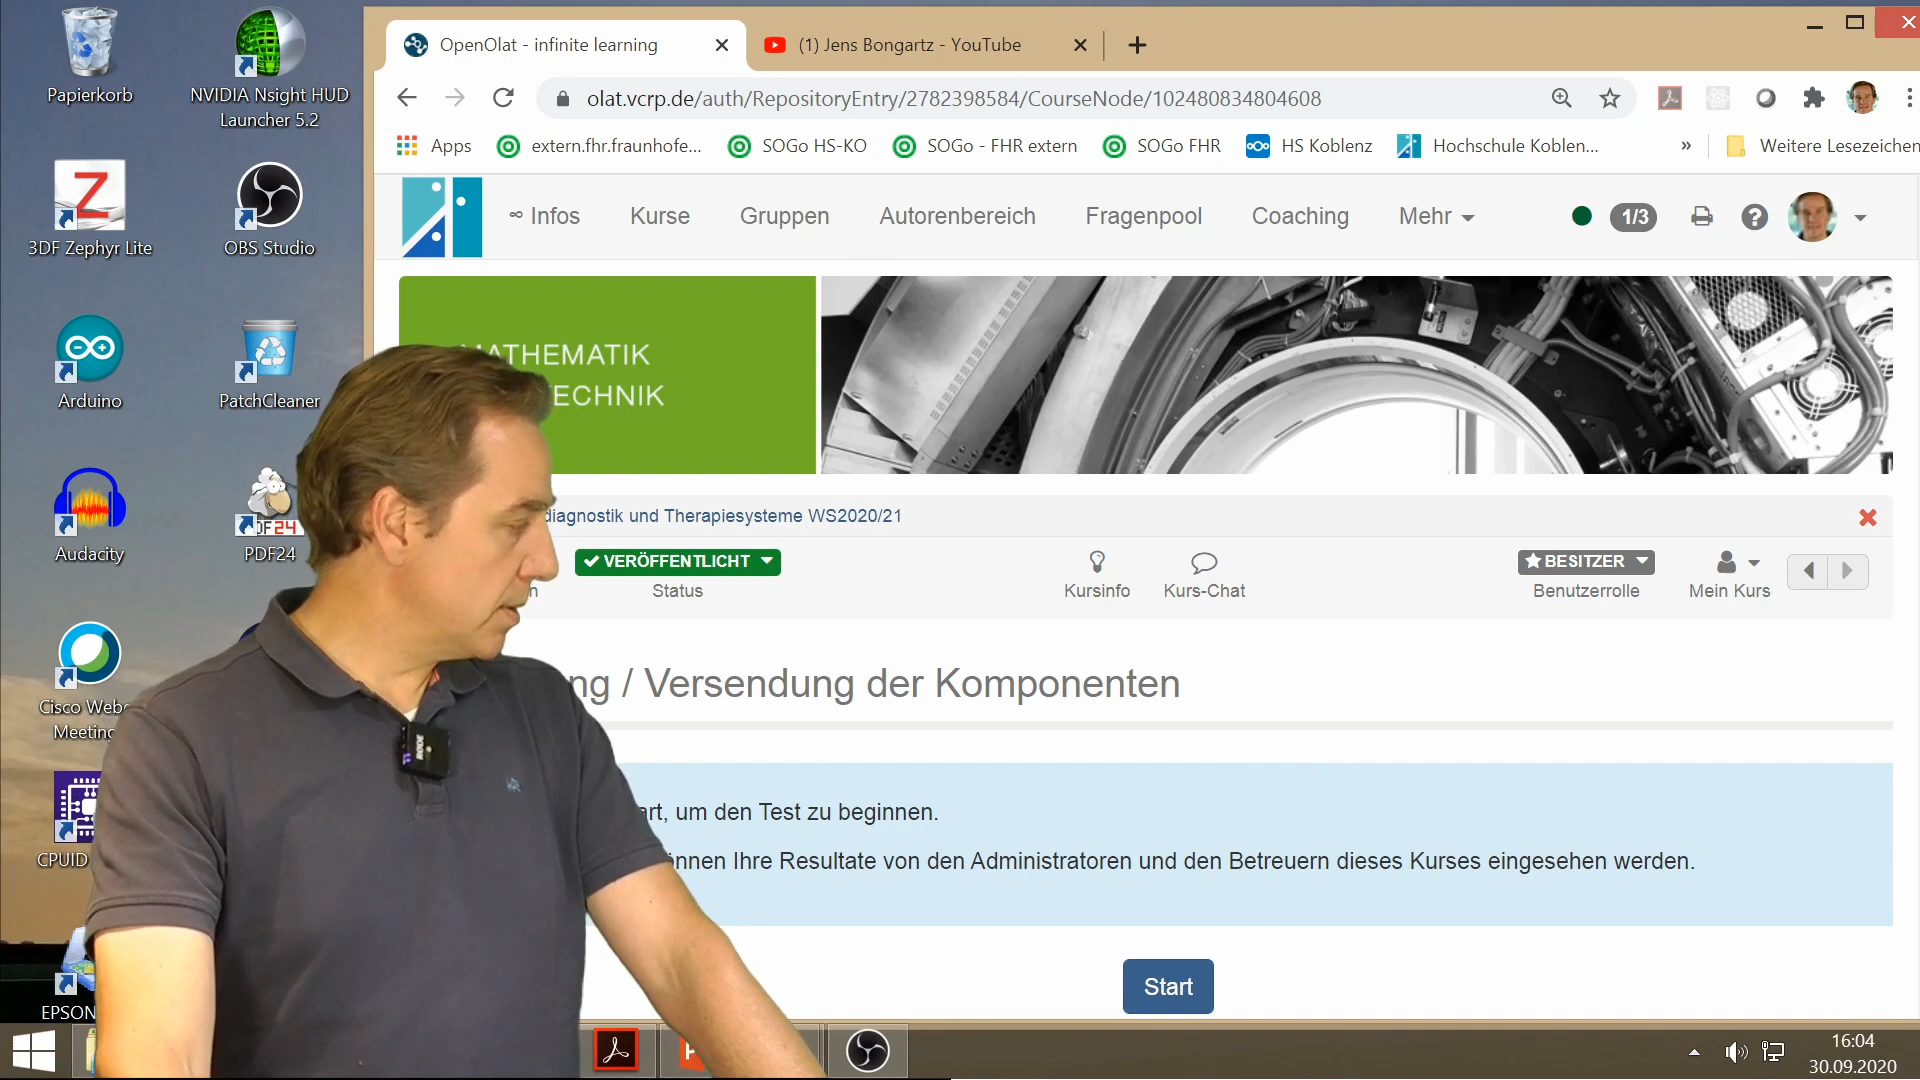 Papierkorb
NVIDIA Nsight HUD
Launcher 5.2
3DF Zephyr Lite
OBS Studio
Arduino
PatchCleaner
Audacity
PDF24
Cisco Webe
Meeting
CPUID
EPSON
OpenOlat - infinite learning
(1) Jens Bongartz - YouTube
olat.vcrp.de/auth/RepositoryEntry/2782398584/CourseNode/102480834804608
Apps
extern.fhr.fraunhofe...
SOGo HS-KO
SOGo - FHR extern
SOGo FHR
HS Koblenz
Hochschule Koblen...
»
Weitere Lesezeichen
Infos
Kurse
Gruppen
Autorenbereich
Fragenpool
Coaching
Mehr
1/3
MATHEMATIK
ECHNIK
diagnostik und Therapiesysteme WS2020/21
VERÖFFENTLICHT
Status
Kursinfo
Kurs-Chat
BESITZER
Benutzerrolle
Mein Kurs
ng / Versendung der Komponenten
art, um den Test zu beginnen.
önnen Ihre Resultate von den Administratoren und den Betreuern dieses Kurses eingesehen werden.
Start
16:04
30.09.2020